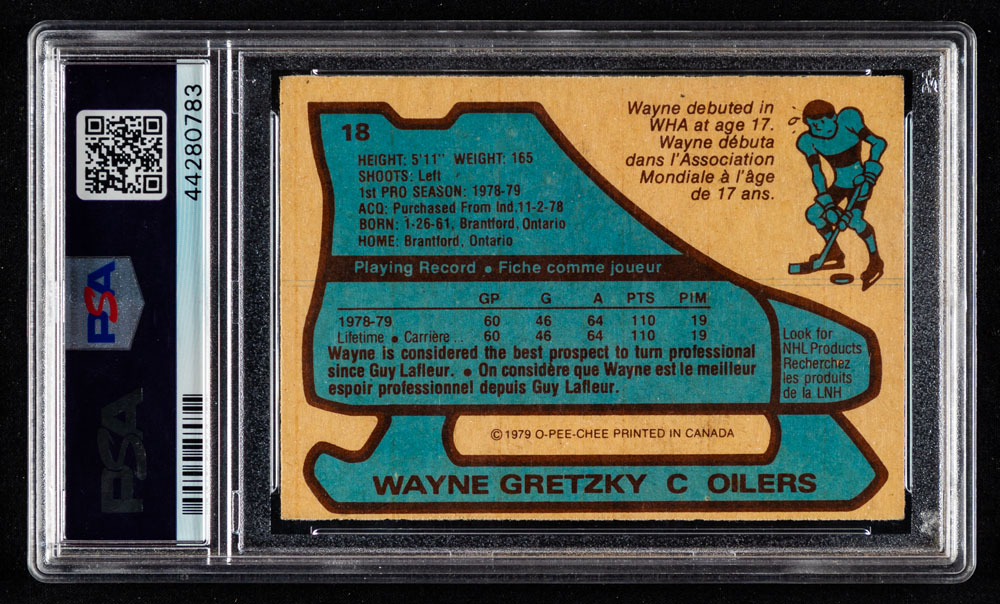 44280783
PSA
PSA
18
HEIGHT: 5'11" WEIGHT: 165
SHOOTS: Left
1st PRO SEASON: 1978-79
ACQ: Purchased From Ind. 11-2-78
BORN: 1-26-61, Brantford, Ontario
HOME: Brantford, Ontario
Wayne debuted in
WHA at age 17.
Wayne débuta
dans l'Association
Mondiale à l'âge
de 17 ans.
Playing Record • Fiche comme joueur
GP G A PTS PIM
1978-79 60 46 64 110 19
Lifetime • Carrière .. 60 46 64 110 19
Wayne is considered the best prospect to turn professional
since Guy Lafleur. • On considère que Wayne est le meilleur
espoir professionnel depuis Guy Lafleur.
Look for
NHL Products
Recherchez
les produits
de la LNH
© 1979 O-PEE-CHEE PRINTED IN CANADA
WAYNE GRETZKY C OILERS